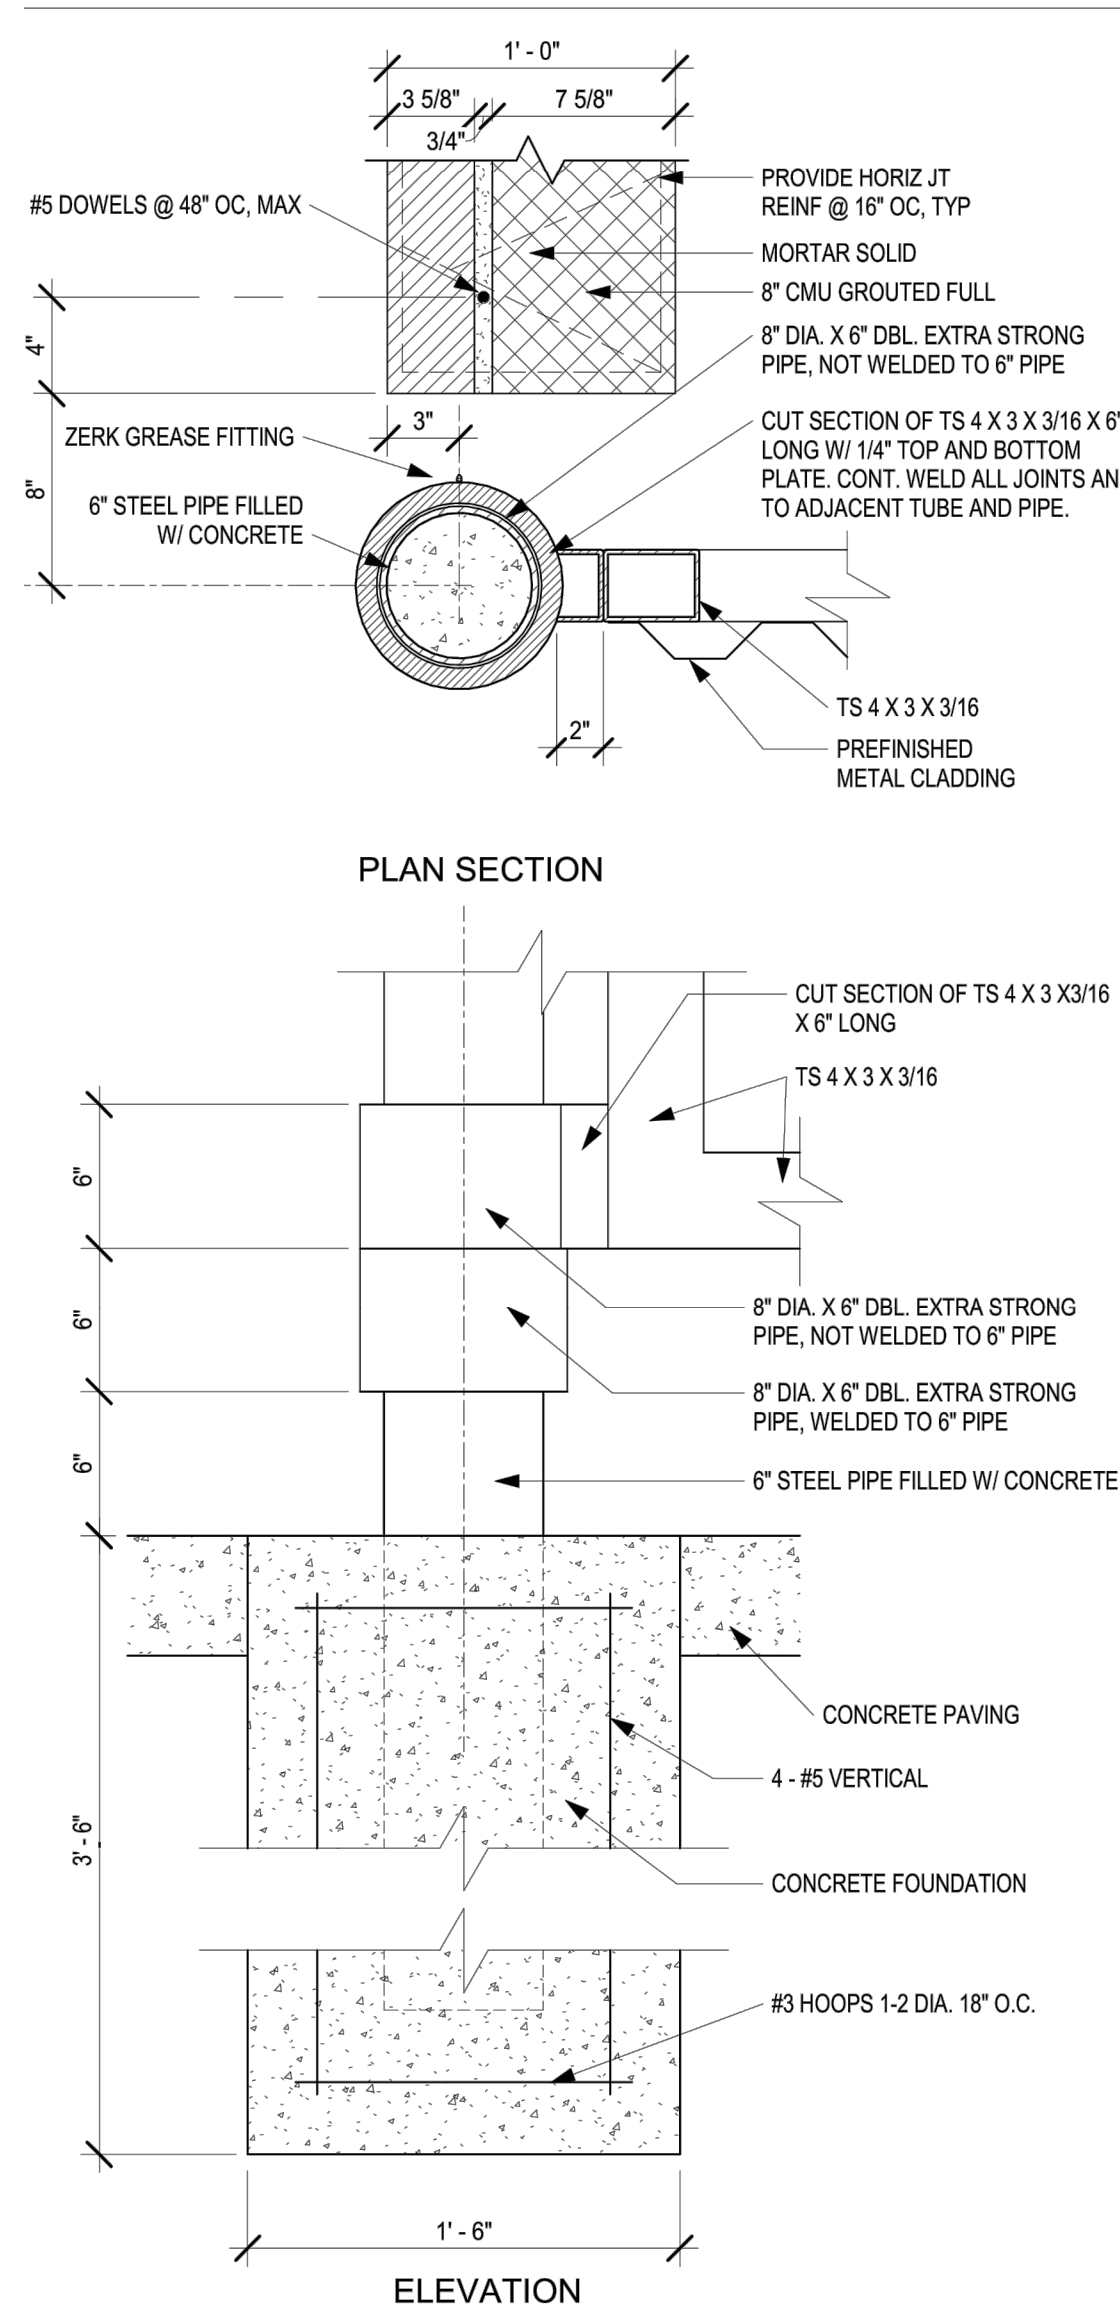 1' - 0"
3 5/8"
7 5/8"
3/4"
#5 DOWELS @ 48" OC, MAX
PROVIDE HORIZ JT
REINF @ 16" OC, TYP
MORTAR SOLID
8" CMU GROUTED FULL
8" DIA. X 6" DBL. EXTRA STRONG
PIPE, NOT WELDED TO 6" PIPE
4"
8"
3"
ZERK GREASE FITTING
6" STEEL PIPE FILLED
W/ CONCRETE
CUT SECTION OF TS 4 X 3 X 3/16 X 6"
LONG W/ 1/4" TOP AND BOTTOM
PLATE. CONT. WELD ALL JOINTS AN
TO ADJACENT TUBE AND PIPE.
2"
TS 4 X 3 X 3/16
PREFINISHED
METAL CLADDING
PLAN SECTION
CUT SECTION OF TS 4 X 3 X3/16
X 6" LONG
TS 4 X 3 X 3/16
6"
6"
6"
8" DIA. X 6" DBL. EXTRA STRONG
PIPE, NOT WELDED TO 6" PIPE
8" DIA. X 6" DBL. EXTRA STRONG
PIPE, WELDED TO 6" PIPE
6" STEEL PIPE FILLED W/ CONCRETE
CONCRETE PAVING
4 - #5 VERTICAL
3' - 6"
CONCRETE FOUNDATION
#3 HOOPS 1-2 DIA. 18" O.C.
1' - 6"
ELEVATION